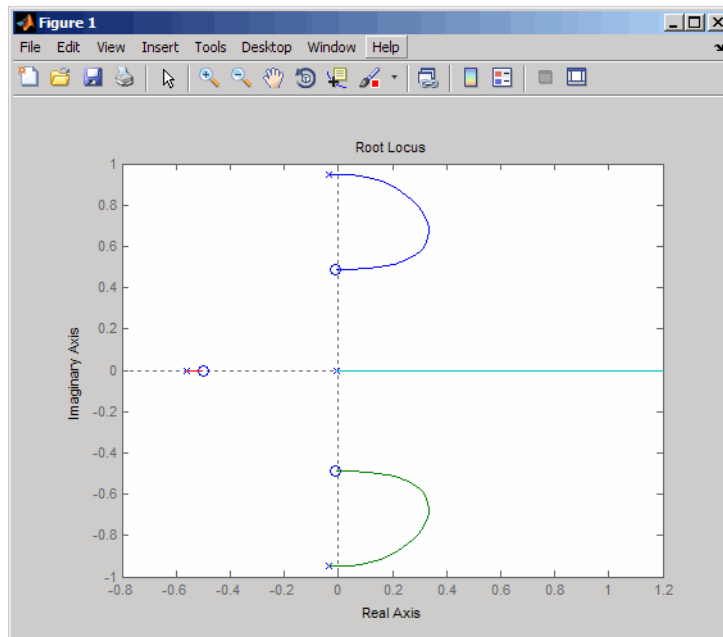 Figure 1
File Edit View Insert Tools Desktop Window Help
Root Locus
1
0.8
0.6
0.4
0.2
0
-0.2
-0.4
-0.6
-0.8
-1
Imaginary Axis
-0.8 -0.6 -0.4 -0.2 0 0.2 0.4 0.6 0.8 1 1.2
Real Axis